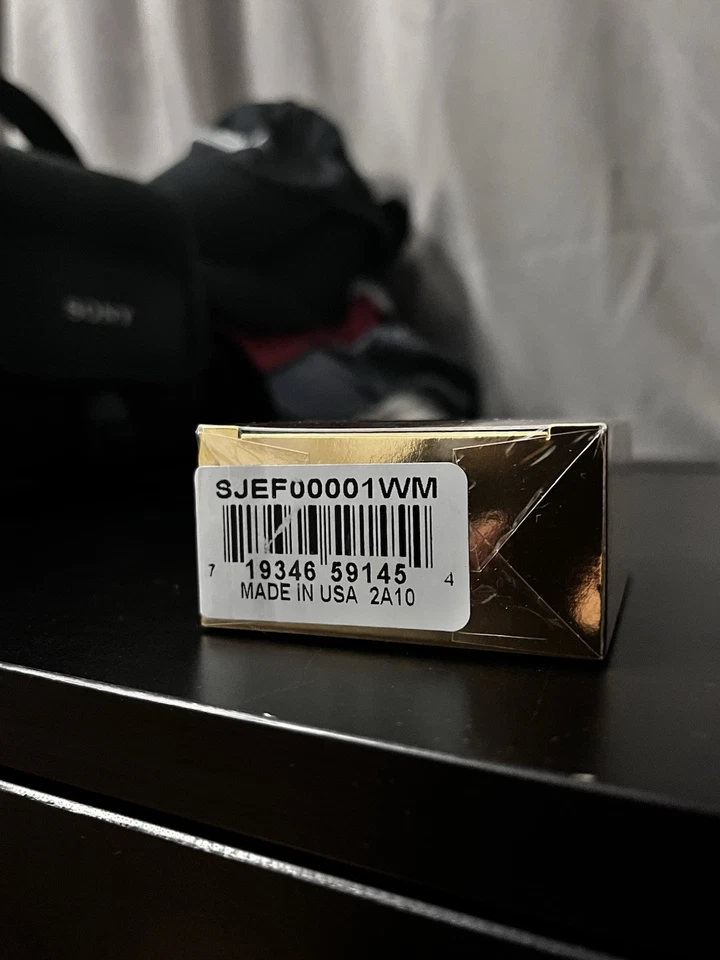 SONY
SJEF00001WM
7 19346 59145 4
MADE IN USA 2A10